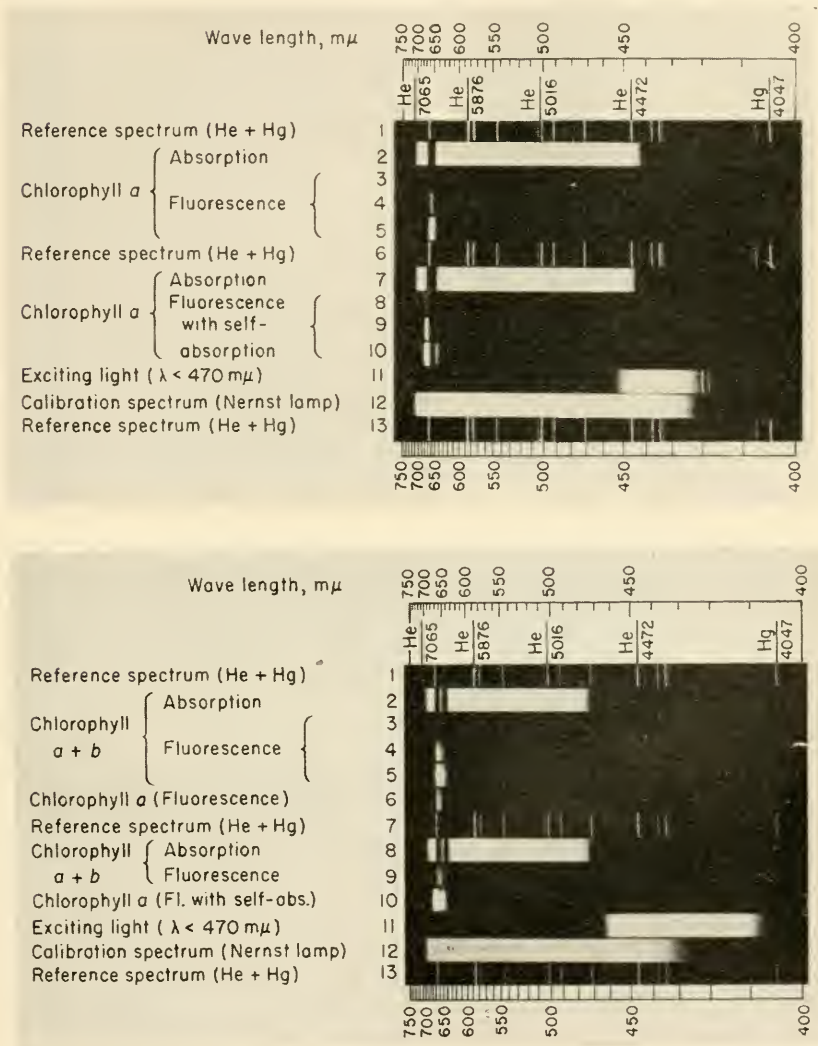 Wave length, mμ
750 700 650 600 550 500 450 400
He 7065 He 5876 He 5016 He 4472 Hg 4047
Reference spectrum (He + Hg) 1
Chlorophyll a Absorption 2
3
Fluorescence 4
5
Reference spectrum (He + Hg) 6
Chlorophyll a Absorption 7
Fluorescence 8
with self- 9
absorption 10
Exciting light (λ < 470 mμ) 11
Calibration spectrum (Nernst lamp) 12
Reference spectrum (He + Hg) 13
750 700 650 600 550 500 450 400
Wave length, mμ
750 700 650 600 550 500 450 400
He 7065 He 5876 He 5016 He 4472 Hg 4047
Reference spectrum (He + Hg) 1
Chlorophyll a + b Absorption 2
3
Fluorescence 4
5
Chlorophyll a (Fluorescence) 6
Reference spectrum (He + Hg) 7
Chlorophyll Absorption 8
a + b Fluorescence 9
Chlorophyll a (Fl. with self-abs.) 10
Exciting light (λ < 470 mμ) 11
Calibration spectrum (Nernst lamp) 12
Reference spectrum (He + Hg) 13
750 700 650 600 550 500 450 400